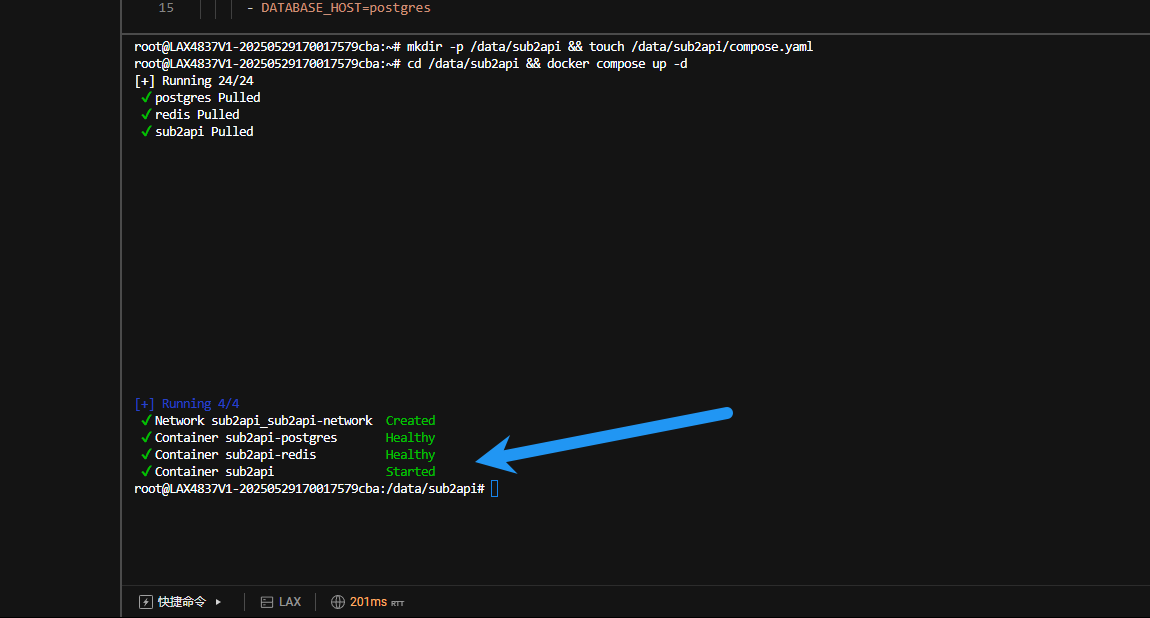 15 - DATABASE_HOST=postgres
root@LAX4837V1-20250529170017579cba:~# mkdir -p /data/sub2api && touch /data/sub2api/compose.yaml
root@LAX4837V1-20250529170017579cba:~# cd /data/sub2api && docker compose up -d
[+] Running 24/24
✓ postgres Pulled
✓ redis Pulled
✓ sub2api Pulled
[+] Running 4/4
✓ Network sub2api_sub2api-network Created
✓ Container sub2api-postgres Healthy
✓ Container sub2api-redis Healthy
✓ Container sub2api Started
root@LAX4837V1-20250529170017579cba:/data/sub2api#
快捷命令 LAX 201ms RTT